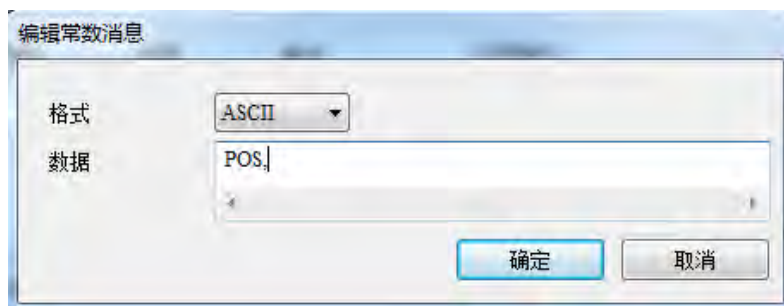 编辑常数消息
格式
ASCII
数据
POS,
确定
取消